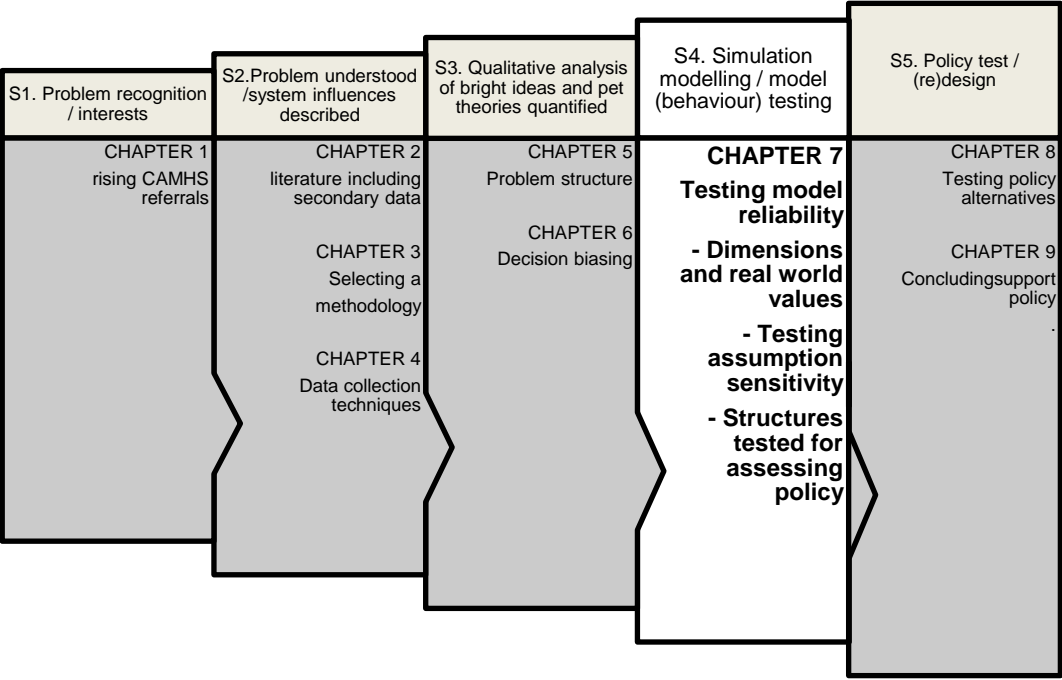 S1. Problem recognition
/ interests
CHAPTER 1
rising CAMHS
referrals
S2.Problem understood
/system influences
described
CHAPTER 2
literature including
secondary data
CHAPTER 3
Selecting a
methodology
CHAPTER 4
Data collection
techniques
S3. Qualitative analysis
of bright ideas and pet
theories quantified
CHAPTER 5
Problem structure
CHAPTER 6
Decision biasing
S4. Simulation
modelling / model
(behaviour) testing
CHAPTER 7
Testing model
reliability
- Dimensions
and real world
values
- Testing
assumption
sensitivity
- Structures
tested for
assessing
policy
S5. Policy test /
(re)design
CHAPTER 8
Testing policy
alternatives
CHAPTER 9
Concludingsupport
policy
.